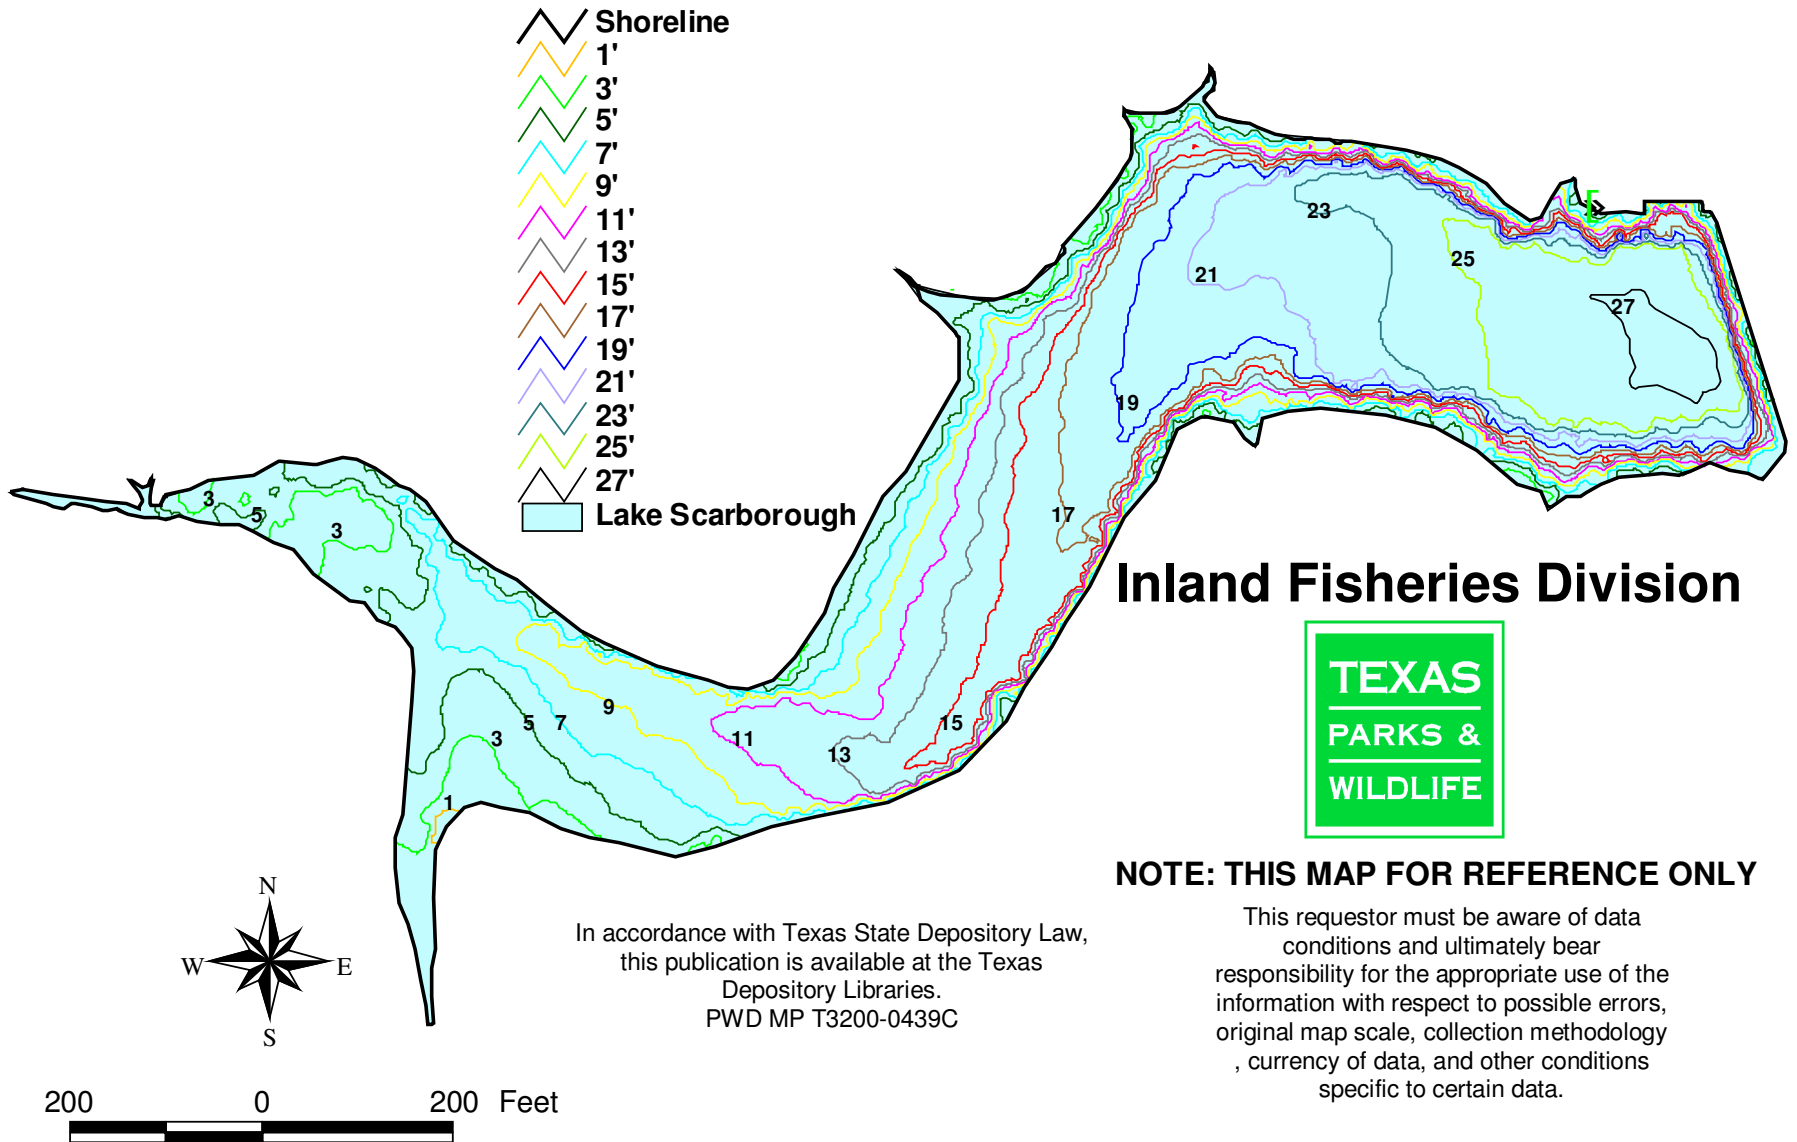 Shoreline
1'
3'
5'
7'
9'
11'
13'
15'
17'
19'
21'
23'
25'
27'
Lake Scarborough
23
25
21
27
19
3
5
3
17
9
5
7
3
11
13
15
1
Inland Fisheries Division
TEXAS
PARKS &
WILDLIFE
NOTE: THIS MAP FOR REFERENCE ONLY
This requestor must be aware of data
conditions and ultimately bear
responsibility for the appropriate use of the
information with respect to possible errors,
original map scale, collection methodology
, currency of data, and other conditions
specific to certain data.
In accordance with Texas State Depository Law,
this publication is available at the Texas
Depository Libraries.
PWD MP T3200-0439C
N
W E
S
200 0 200 Feet